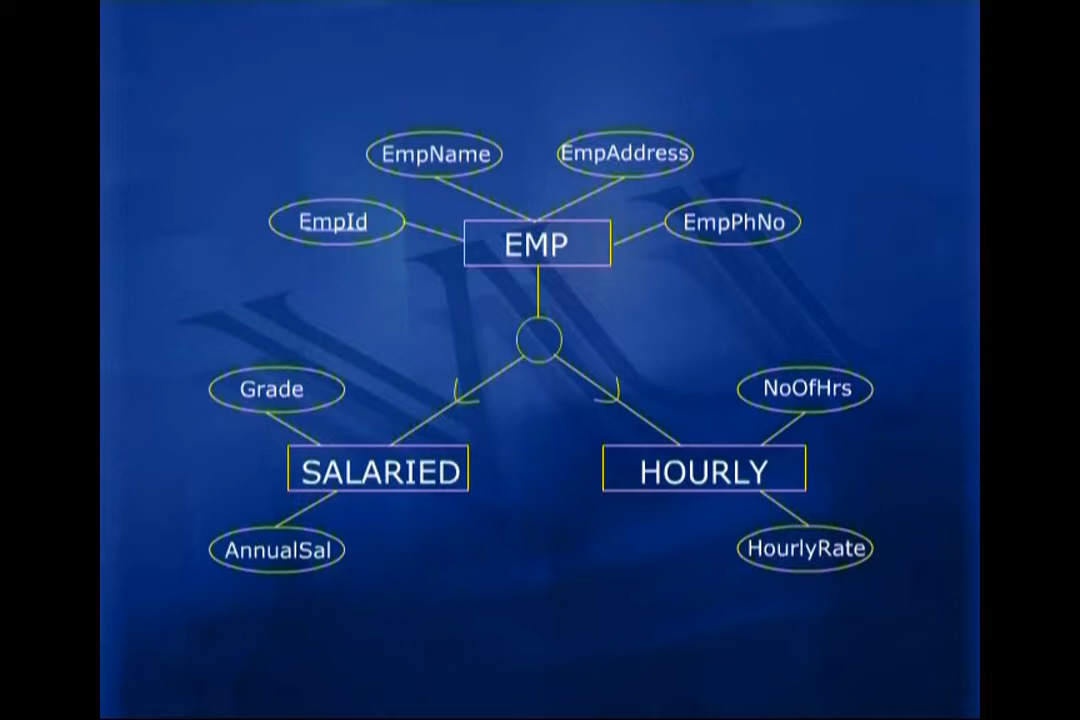 EmpName
EmpAddress
EmpId
EmpPhNo
EMP
Grade
NoOfHrs
SALARIED
HOURLY
AnnualSal
HourlyRate